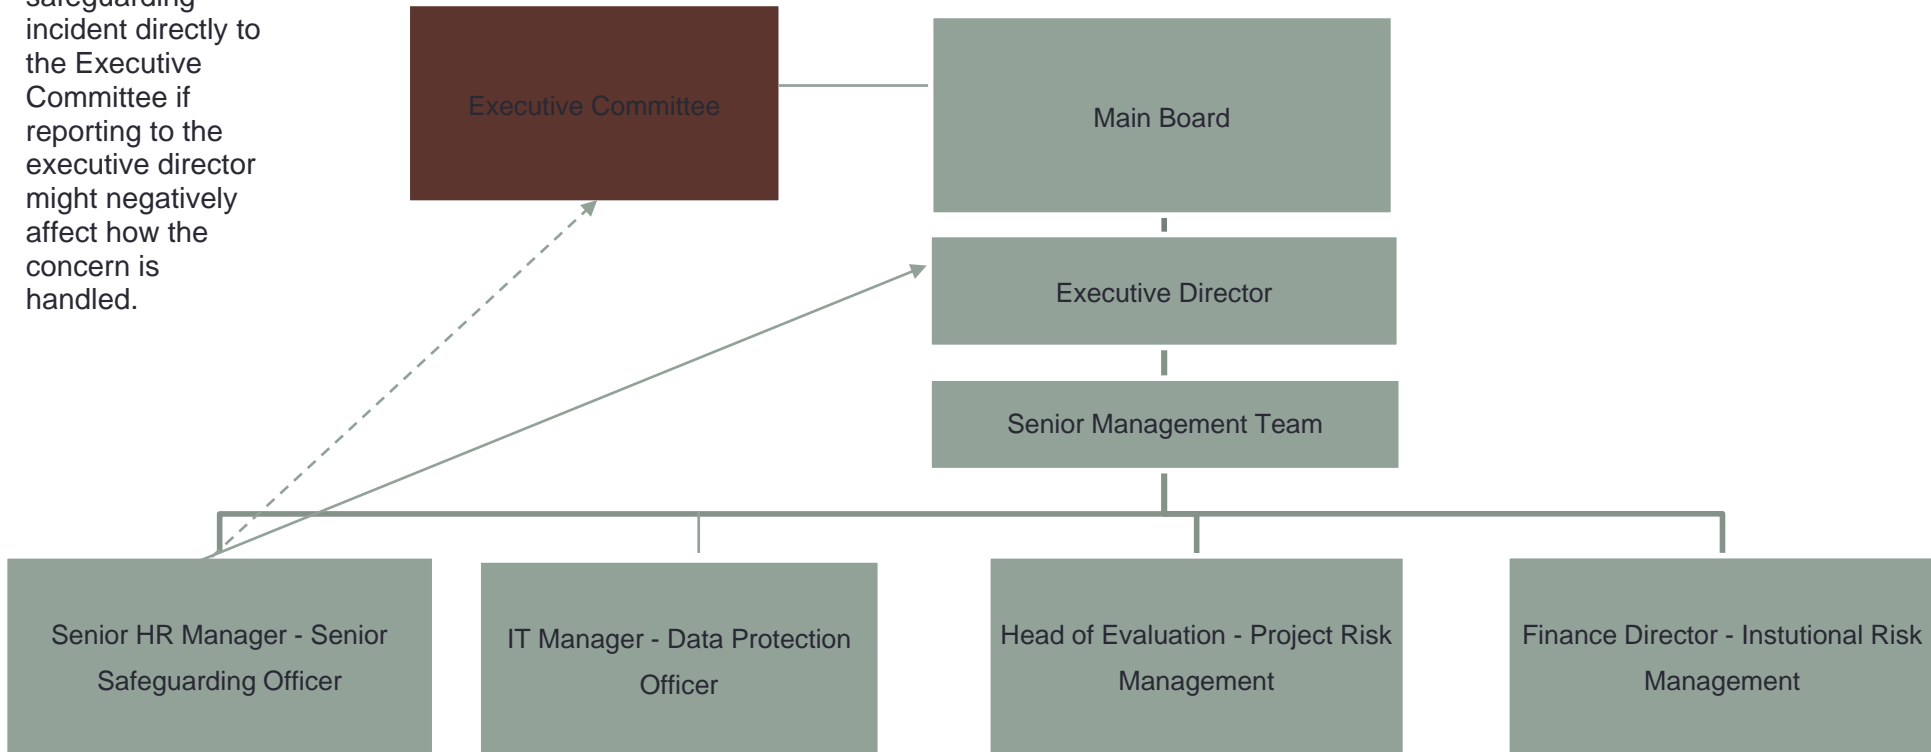 safeguarding
incident directly to
the Executive
Committee if
reporting to the
executive director
might negatively
affect how the
concern is
handled.
Executive Committee
Main Board
Executive Director
Senior Management Team
Senior HR Manager - Senior
Safeguarding Officer
IT Manager - Data Protection
Officer
Head of Evaluation - Project Risk
Management
Finance Director - Instutional Risk
Management